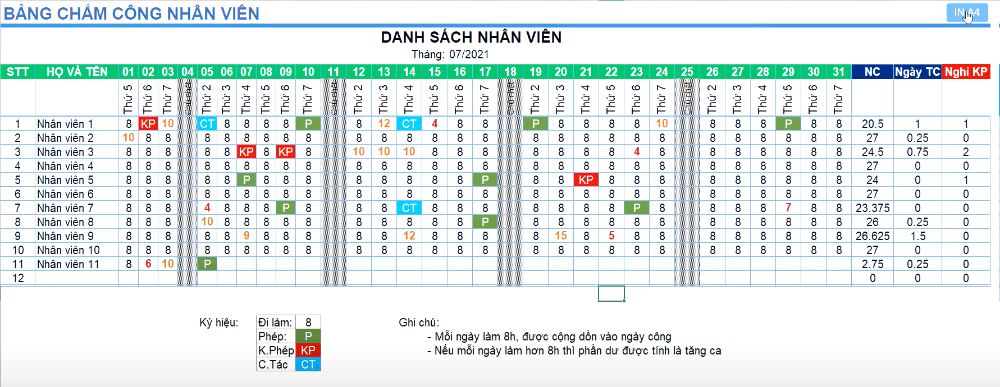 BẢNG CHẤM CÔNG NHÂN VIÊN IN A4
DANH SÁCH NHÂN VIÊN
Tháng: 07/2021
STT HỌ VÀ TÊN 01 02 03 04 05 06 07 08 09 10 11 12 13 14 15 16 17 18 19 20 21 22 23 24 25 26 27 28 29 30 31 NC Ngày TC Nghỉ KP
Thứ 5 Thứ 6 Thứ 7 Chủ nhật Thứ 2 Thứ 3 Thứ 4 Thứ 5 Thứ 6 Thứ 7 Chủ nhật Thứ 2 Thứ 3 Thứ 4 Thứ 5 Thứ 6 Thứ 7 Chủ nhật Thứ 2 Thứ 3 Thứ 4 Thứ 5 Thứ 6 Thứ 7 Chủ nhật Thứ 2 Thứ 3 Thứ 4 Thứ 5 Thứ 6 Thứ 7
1 Nhân viên 1 8 KP 10 CT 8 8 8 8 P 8 12 CT 4 8 8 P 8 8 8 8 10 8 8 8 P 8 8 20.5 1 1
2 Nhân viên 2 10 8 8 8 8 8 8 8 8 8 8 8 8 8 8 8 8 8 8 8 8 8 8 8 8 8 8 27 0.25 0
3 Nhân viên 3 8 8 8 8 8 KP 8 KP 8 10 10 10 8 8 8 8 8 8 8 4 8 8 8 8 8 8 8 24.5 0.75 2
4 Nhân viên 4 8 8 8 8 8 8 8 8 8 8 8 8 8 8 8 8 8 8 8 8 8 8 8 8 8 8 8 27 0 0
5 Nhân viên 5 8 8 8 8 8 P 8 8 8 8 8 8 8 8 P 8 8 KP 8 8 8 8 8 8 8 8 8 24 0 1
6 Nhân viên 6 8 8 8 8 8 8 8 8 8 8 8 8 8 8 8 8 8 8 8 8 8 8 8 8 8 8 8 27 0 0
7 Nhân viên 7 8 8 8 4 8 8 8 P 8 8 8 CT 8 8 8 8 8 8 8 P 8 8 8 8 7 8 8 23.375 0 0
8 Nhân viên 8 8 8 8 10 8 8 8 8 8 8 8 8 8 8 P 8 8 8 8 8 8 8 8 8 8 8 8 26 0.25 0
9 Nhân viên 9 8 8 8 8 8 9 8 8 8 8 8 12 8 8 8 8 15 8 5 8 8 8 8 8 8 8 8 26.625 1.5 0
10 Nhân viên 10 8 8 8 8 8 8 8 8 8 8 8 8 8 8 8 8 8 8 8 8 8 8 8 8 8 8 8 27 0 0
11 Nhân viên 11 8 6 10 P 2.75 0.25 0
12 0 0 0
Ký hiệu: Đi làm: 8 Ghi chú:
Phép: P - Mỗi ngày làm 8h, được cộng dồn vào ngày công
K.Phép KP - Nếu mỗi ngày làm hơn 8h thì phần dư được tính là tăng ca
C.Tác CT